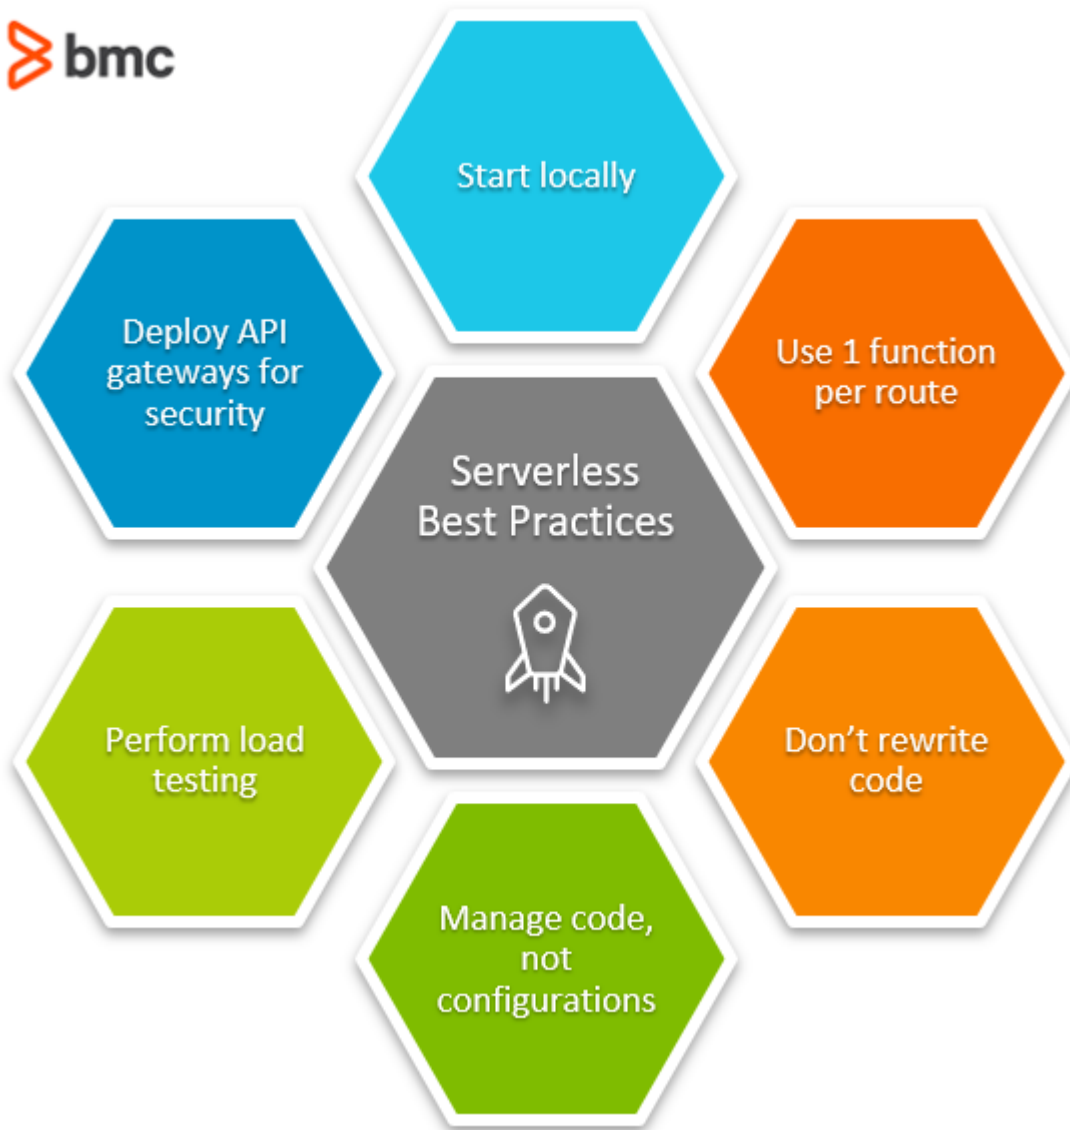 bmc
Start locally
Use 1 function
per route
Don’t rewrite
code
Manage code,
not
configurations
Perform load
testing
Deploy API
gateways for
security
Serverless
Best Practices